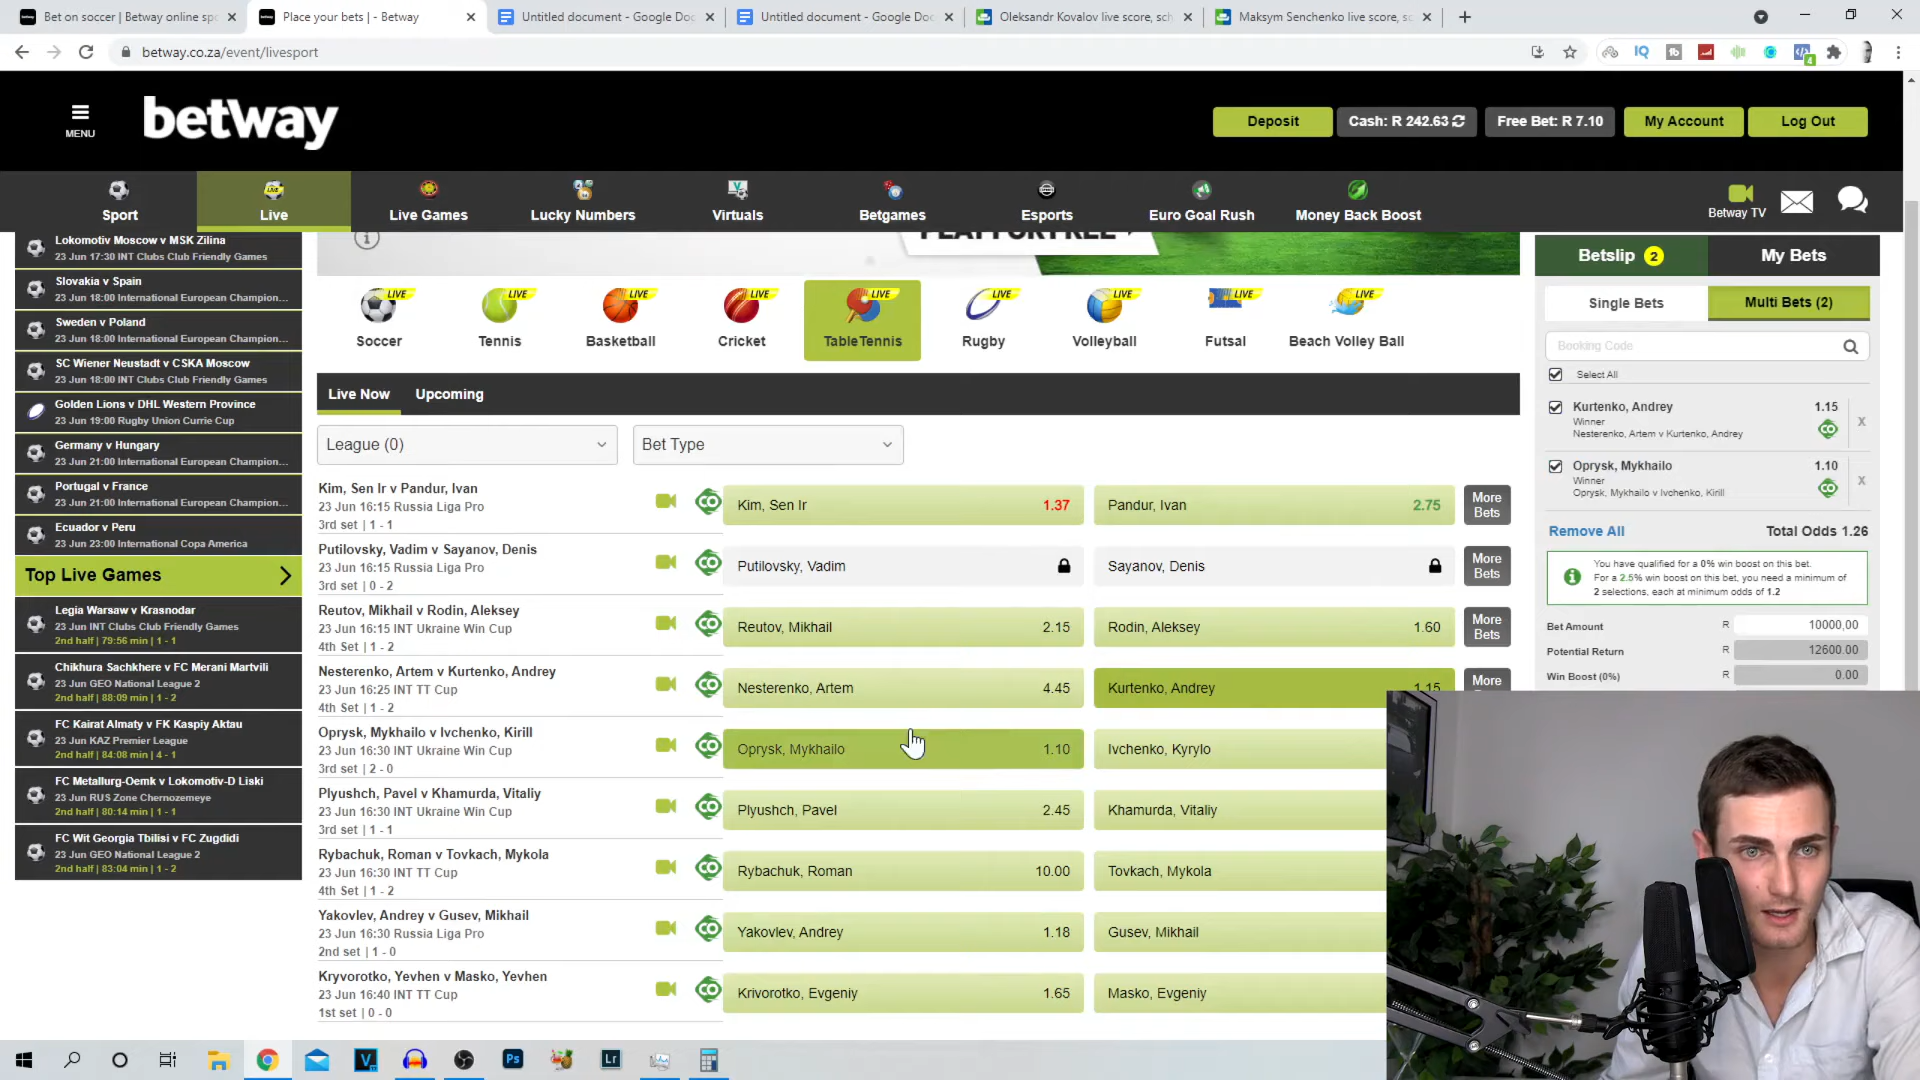 Bet on soccer | Betway online spo
Place your bets | - Betway
Untitled document - Google Doc
Untitled document - Google Doc
Oleksandr Kovalov live score, sch
Maksym Senchenko live score, sc
betway.co.za/event/livesport
MENU
betway
Deposit
Cash: R 242.63
Free Bet: R 7.10
My Account
Log Out
Sport
Live
Live Games
Lucky Numbers
Virtuals
Betgames
Esports
Euro Goal Rush
Money Back Boost
Betway TV
Lokomotiv Moscow v MSK Zilina
23 Jun 17:30 INT Clubs Club Friendly Games
Slovakia v Spain
23 Jun 18:00 International European Champion...
Sweden v Poland
23 Jun 18:00 International European Champion...
SC Wiener Neustadt v CSKA Moscow
23 Jun 18:00 INT Clubs Club Friendly Games
Golden Lions v DHL Western Province
23 Jun 19:00 Rugby Union Currie Cup
Germany v Hungary
23 Jun 21:00 International European Champion...
Portugal v France
23 Jun 21:00 International European Champion...
Ecuador v Peru
23 Jun 23:00 International Copa America
Top Live Games
Legia Warsaw v Krasnodar
23 Jun INT Clubs Club Friendly Games
2nd half | 79:56 min | 1 - 1
Chikhura Sachkhere v FC Merani Martvili
23 Jun GEO National League 2
2nd half | 88:09 min | 1 - 2
FC Kairat Almaty v FK Kaspiy Aktau
23 Jun KAZ Premier League
2nd half | 84:08 min | 4 - 1
FC Metallurg-Oemk v Lokomotiv-D Liski
23 Jun RUS Zone Chernozemeye
2nd half | 80:14 min | 1 - 1
FC Wit Georgia Tbilisi v FC Zugdidi
23 Jun GEO National League 2
2nd half | 83:04 min | 1 - 2
PLAY FOR FREE
LIVE LIVE LIVE LIVE LIVE LIVE LIVE LIVE LIVE
Soccer
Tennis
Basketball
Cricket
TableTennis
Rugby
Volleyball
Futsal
Beach Volley Ball
Live Now
Upcoming
League (0)
Bet Type
Kim, Sen Ir v Pandur, Ivan
23 Jun 16:15 Russia Liga Pro
3rd set | 1 - 1
Kim, Sen Ir 1.37
Pandur, Ivan 2.75
More Bets
Putilovsky, Vadim v Sayanov, Denis
23 Jun 16:15 Russia Liga Pro
3rd set | 0 - 2
Putilovsky, Vadim
Sayanov, Denis
More Bets
Reutov, Mikhail v Rodin, Aleksey
23 Jun 16:15 INT Ukraine Win Cup
4th Set | 1 - 2
Reutov, Mikhail 2.15
Rodin, Aleksey 1.60
More Bets
Nesterenko, Artem v Kurtenko, Andrey
23 Jun 16:25 INT TT Cup
4th Set | 1 - 2
Nesterenko, Artem 4.45
Kurtenko, Andrey 1.15
More
Oprysk, Mykhailo v Ivchenko, Kirill
23 Jun 16:30 INT Ukraine Win Cup
3rd set | 2 - 0
Oprysk, Mykhailo 1.10
Ivchenko, Kyrylo
Plyushch, Pavel v Khamurda, Vitaliy
23 Jun 16:30 INT Ukraine Win Cup
3rd set | 1 - 1
Plyushch, Pavel 2.45
Khamurda, Vitaliy
Rybachuk, Roman v Tovkach, Mykola
23 Jun 16:30 INT TT Cup
4th Set | 1 - 2
Rybachuk, Roman 10.00
Tovkach, Mykola
Yakovlev, Andrey v Gusev, Mikhail
23 Jun 16:30 Russia Liga Pro
2nd set | 1 - 0
Yakovlev, Andrey 1.18
Gusev, Mikhail
Kryvorotko, Yevhen v Masko, Yevhen
23 Jun 16:40 INT TT Cup
1st set | 0 - 0
Krivorotko, Evgeniy 1.65
Masko, Evgeniy
Betslip 2
My Bets
Single Bets
Multi Bets (2)
Booking Code
Select All
Kurtenko, Andrey 1.15
Winner
Nesterenko, Artem v Kurtenko, Andrey
X
Oprysk, Mykhailo 1.10
Winner
Oprysk, Mykhailo v Ivchenko, Kirill
X
Remove All
Total Odds 1.26
You have qualified for a 0% win boost on this bet.
For a 2.5% win boost on this bet, you need a minimum of
2 selections, each at minimum odds of 1.2
Bet Amount R 10000,00
Potential Return R 12600.00
Win Boost (0%) R 0.00